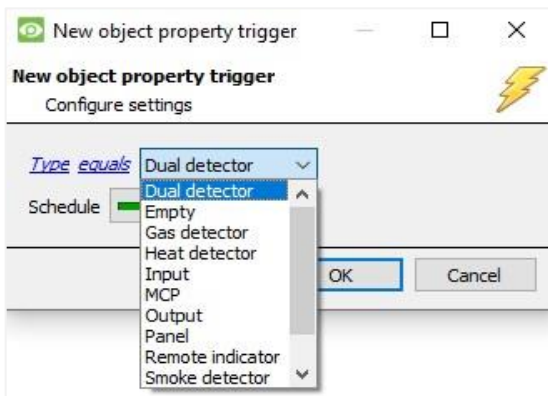 New object property trigger
New object property trigger
Configure settings
Type equals Dual detector
Schedule
Dual detector
Empty
Gas detector
Heat detector
Input
MCP
Output
Panel
Remote indicator
Smoke detector
OK Cancel